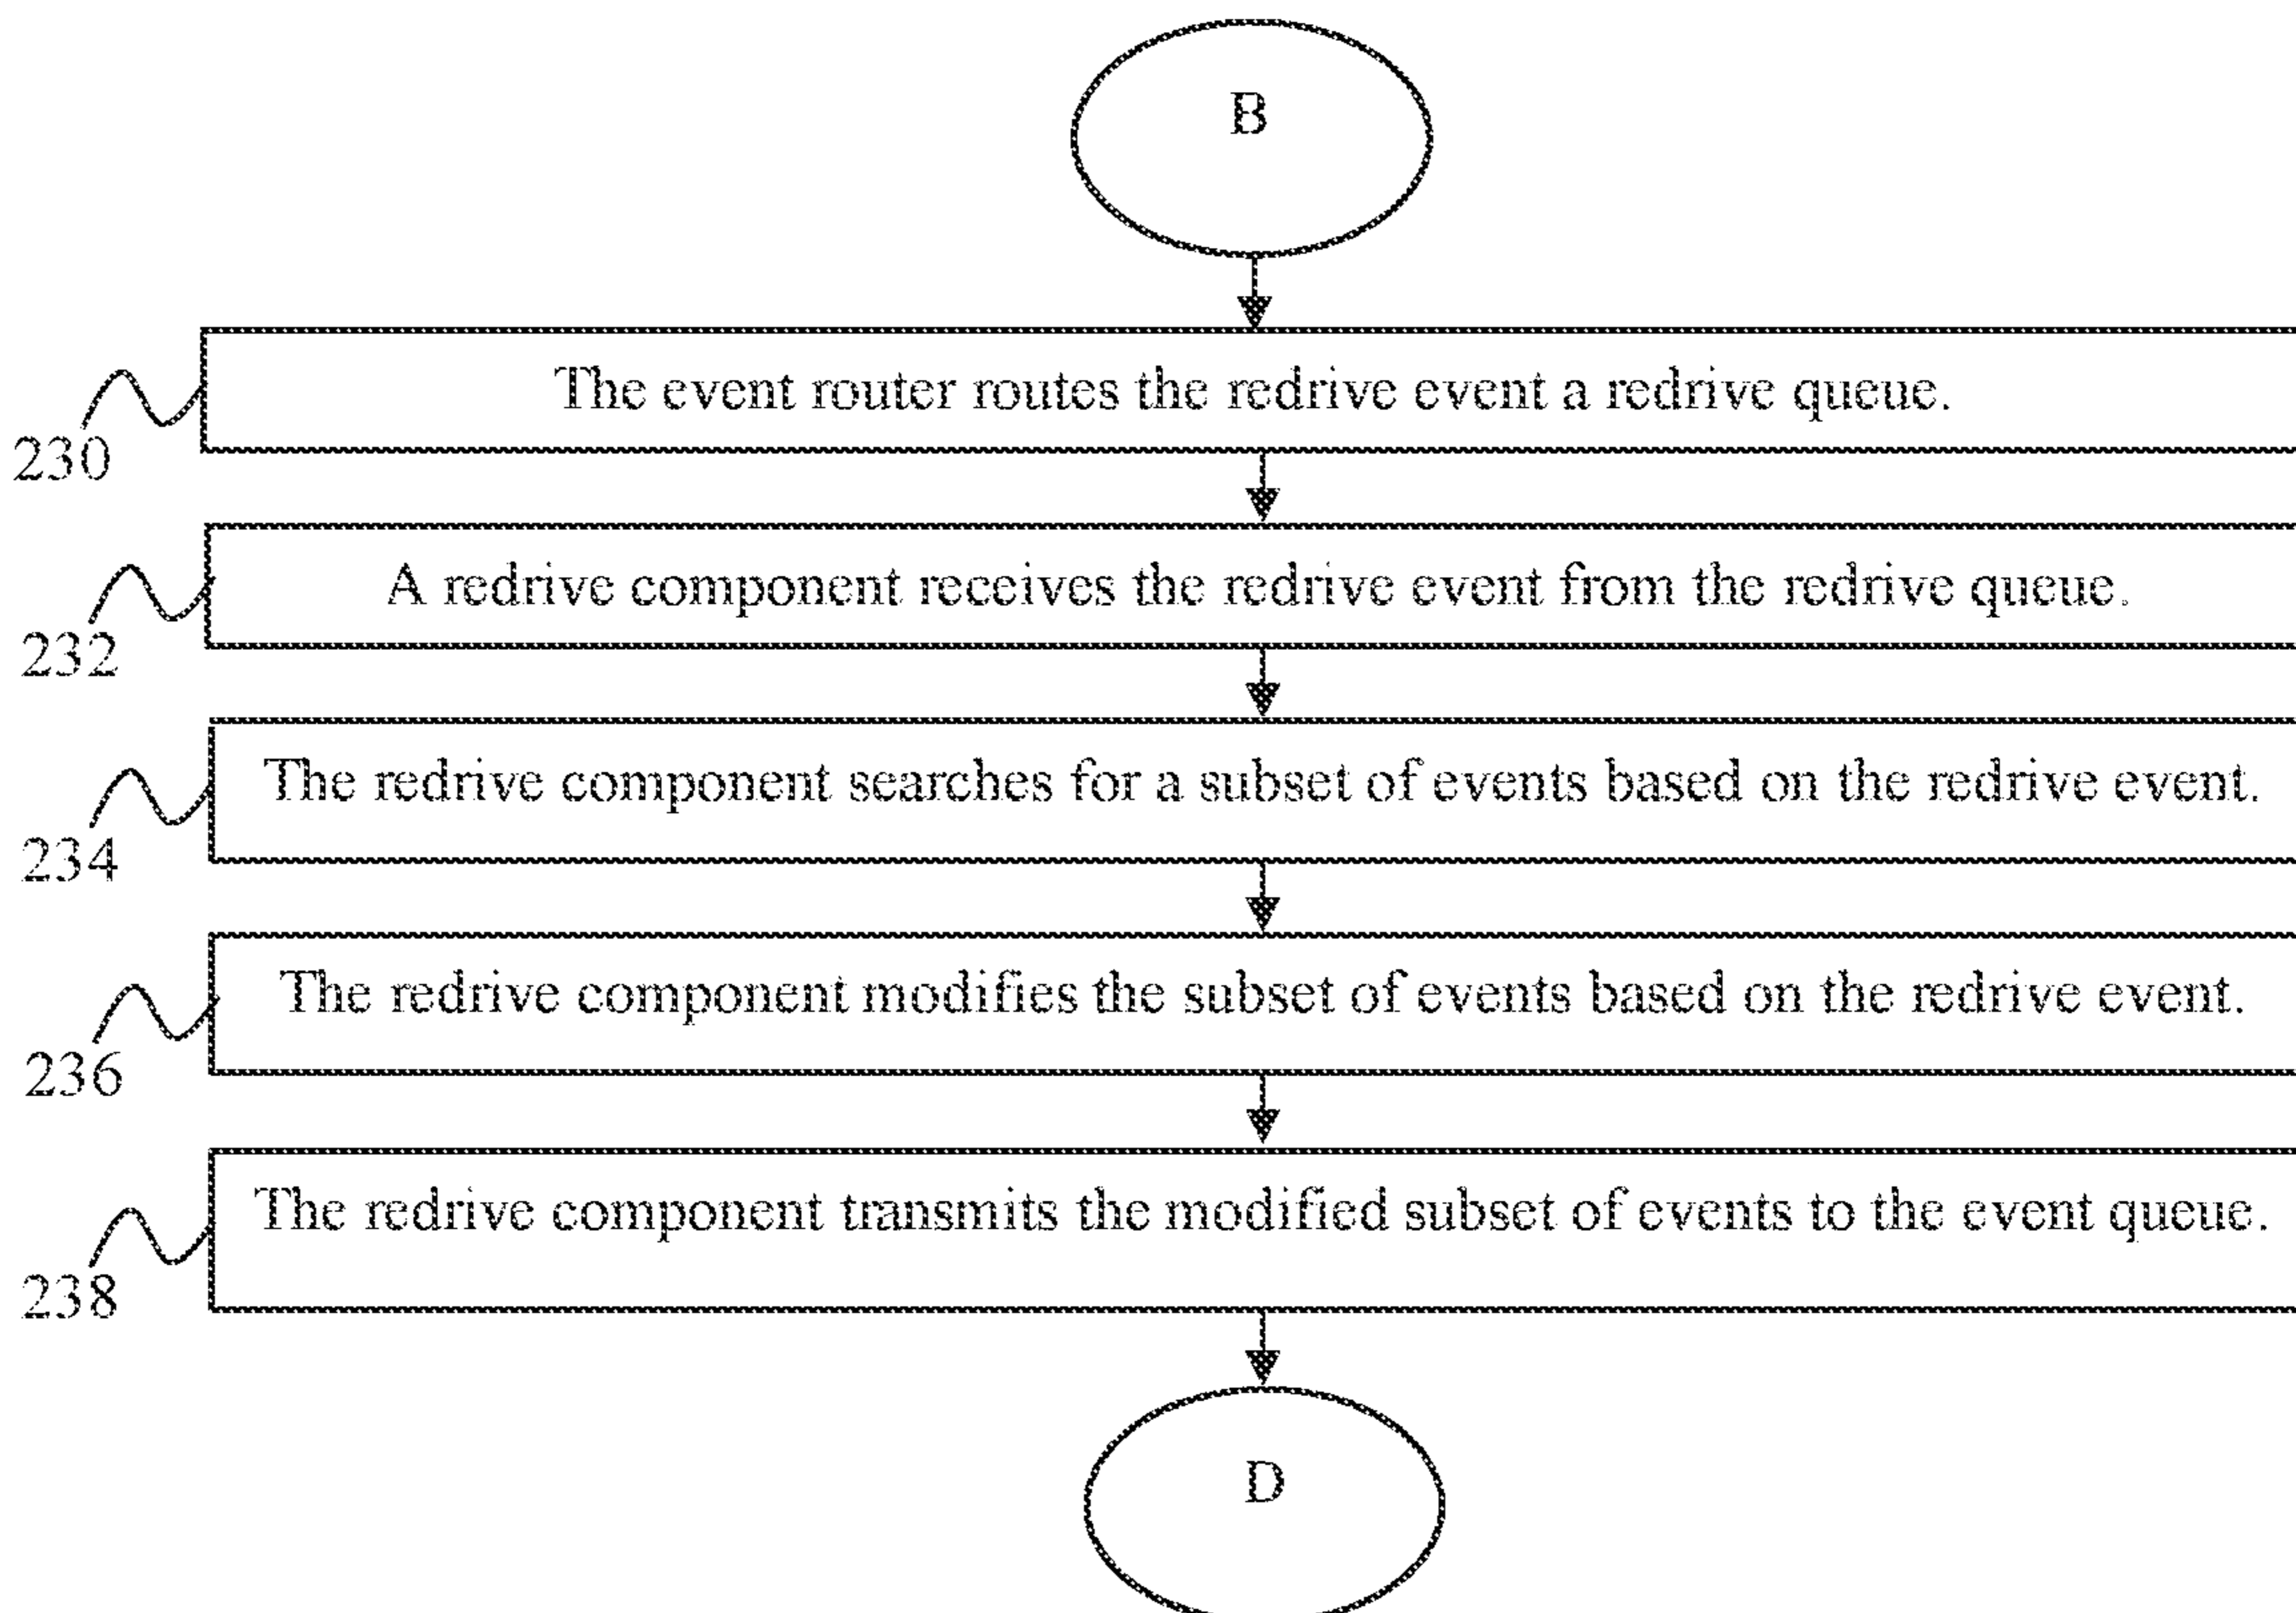 B
The event router routes the redrive event a redrive queue.
230
A redrive component receives the redrive event from the redrive queue.
232
The redrive component searches for a subset of events based on the redrive event.
234
The redrive component modifies the subset of events based on the redrive event.
236
The redrive component transmits the modified subset of events to the event queue.
238
D